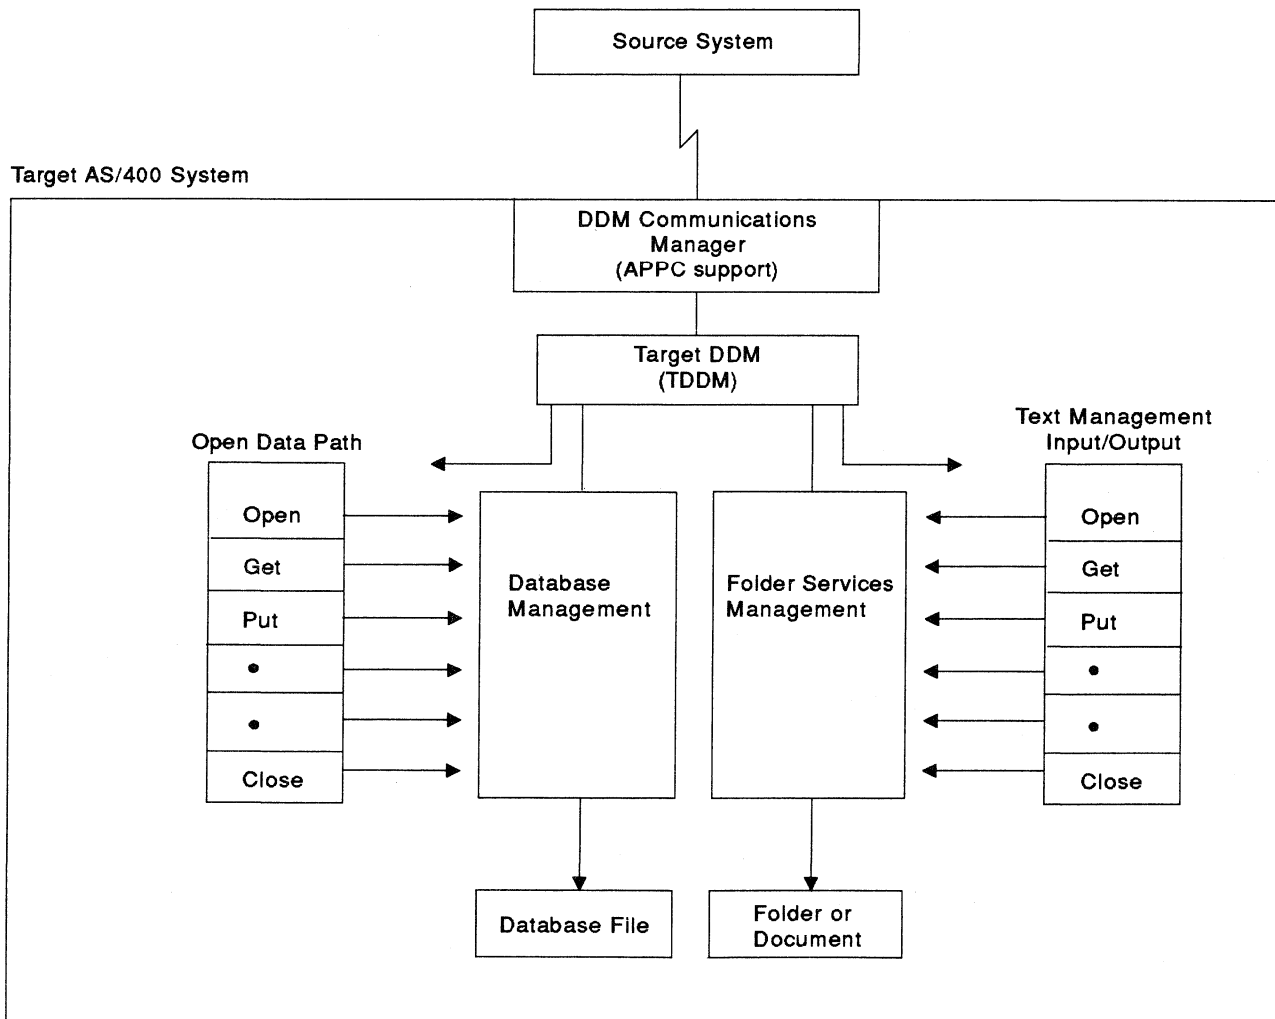 Source System
Target AS/400 System
DDM Communications
Manager
(APPC support)
Target DDM
(TDDM)
Open Data Path
Open
Get
Put
•
•
Close
Database
Management
Folder Services
Management
Text Management
Input/Output
Open
Get
Put
•
•
Close
Database File
Folder or
Document